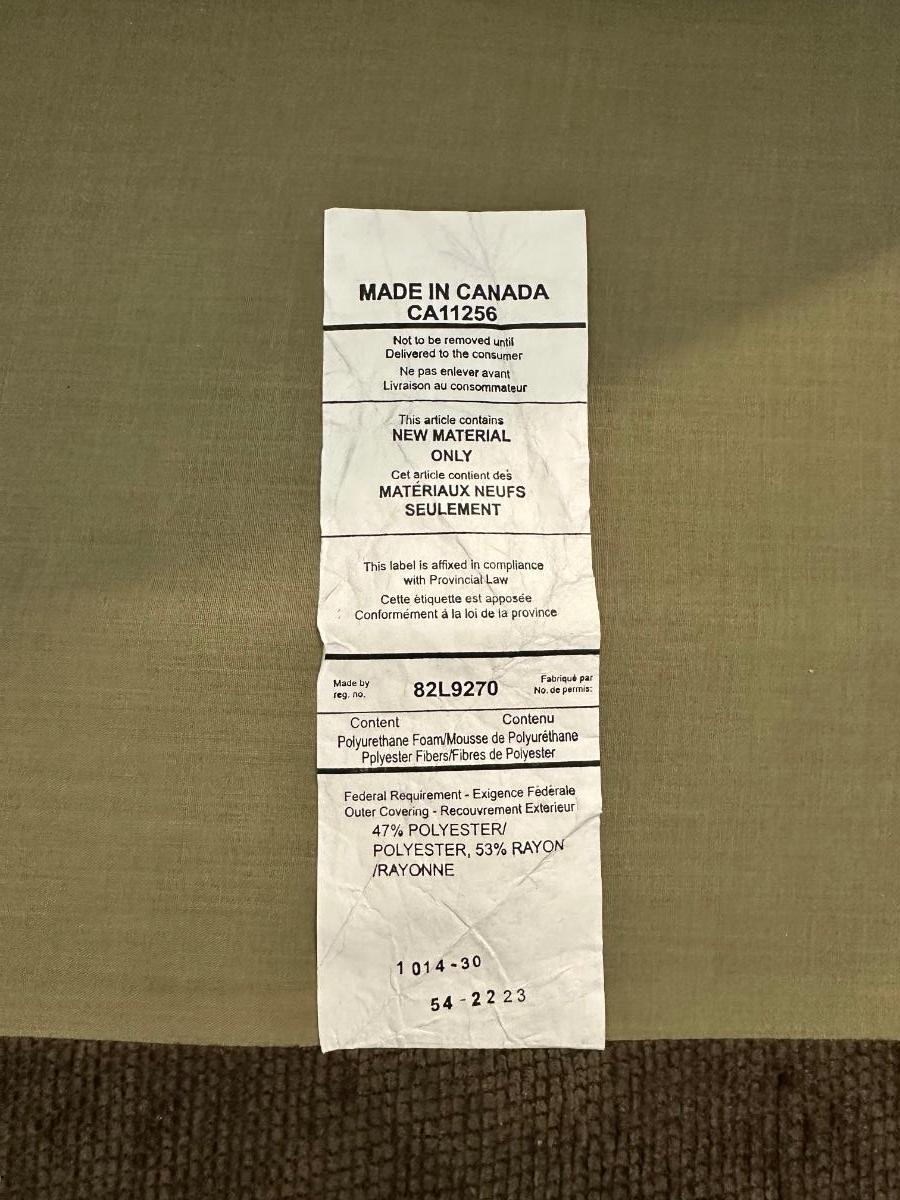 MADE IN CANADA
CA11256
Not to be removed until
Delivered to the consumer
Ne pas enlever avant
Livraison au consommateur
This article contains
NEW MATERIAL
ONLY
Cet article contient des
MATÉRIAUX NEUFS
SEULEMENT
This label is affixed in compliance
with Provincial Law
Cette étiquette est apposée
Conformément á la loi de la province
Made by
reg. no.
82L9270
Fabriqué par
No. de permis:
Content Contenu
Polyurethane Foam/Mousse de Polyuréthane
Pplyester Fibers/Fibres de Polyester
Federal Requirement - Exigence Fédérale
Outer Covering - Recouvrement Exterieur
47% POLYESTER/
POLYESTER, 53% RAYON
/RAYONNE
1 014-30
54-2223